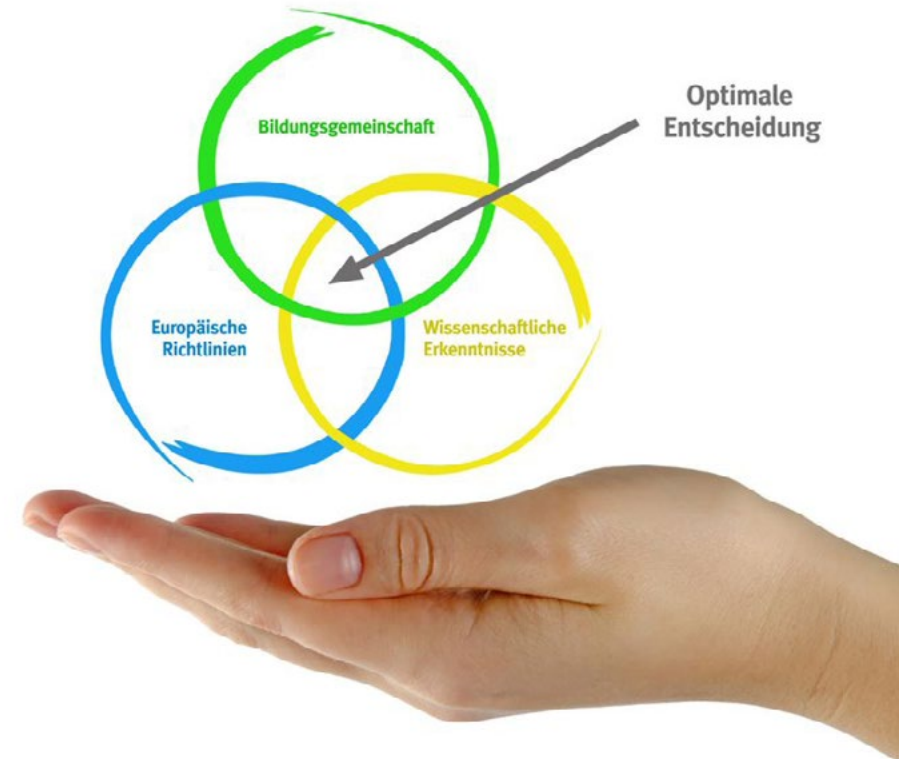 Bildungsgemeinschaft
Optimale
Entscheidung
Europäische
Richtlinien
Wissenschaftliche
Erkenntnisse